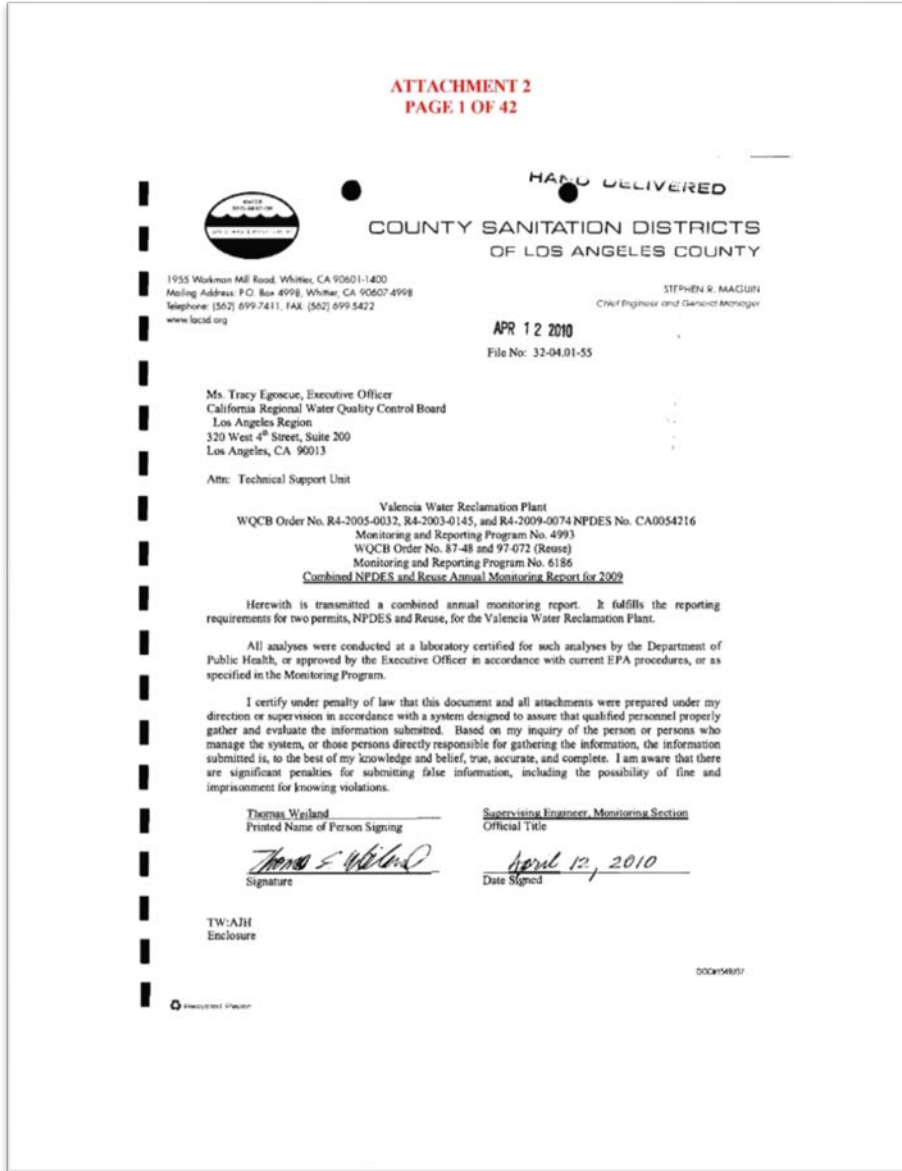 ATTACHMENT 2
PAGE 1 OF 42
HAND DELIVERED
WATER
RECLAMATION
COUNTY SANITATION DISTRICTS
OF LOS ANGELES COUNTY
1955 Workman Mill Road, Whittier, CA 90601-1400
Mailing Address: P.O. Box 4998, Whittier, CA 90607-4998
Telephone: (562) 699-7411, FAX: (562) 699-5422
www.lacsd.org
STEPHEN R. MAGUIN
Chief Engineer and General Manager
APR 12 2010
File No: 32-04.01-55
Ms. Tracy Egoscue, Executive Officer
California Regional Water Quality Control Board
Los Angeles Region
320 West 4th Street, Suite 200
Los Angeles, CA 90013
Attn: Technical Support Unit
Valencia Water Reclamation Plant
WQCB Order No. R4-2005-0032, R4-2003-0145, and R4-2009-0074 NPDES No. CA0054216
Monitoring and Reporting Program No. 4993
WQCB Order No. 87-48 and 97-072 (Reuse)
Monitoring and Reporting Program No. 6186
Combined NPDES and Reuse Annual Monitoring Report for 2009
Herewith is transmitted a combined annual monitoring report. It fulfills the reporting
requirements for two permits, NPDES and Reuse, for the Valencia Water Reclamation Plant.
All analyses were conducted at a laboratory certified for such analyses by the Department of
Public Health, or approved by the Executive Officer in accordance with current EPA procedures, or as
specified in the Monitoring Program.
I certify under penalty of law that this document and all attachments were prepared under my
direction or supervision in accordance with a system designed to assure that qualified personnel properly
gather and evaluate the information submitted. Based on my inquiry of the person or persons who
manage the system, or those persons directly responsible for gathering the information, the information
submitted is, to the best of my knowledge and belief, true, accurate, and complete. I am aware that there
are significant penalties for submitting false information, including the possibility of fine and
imprisonment for knowing violations.
Thomas Weiland
Printed Name of Person Signing
Supervising Engineer, Monitoring Section
Official Title
Thomas E. Weiland
Signature
April 12, 2010
Date Signed
TW:AJH
Enclosure
Recycled Paper